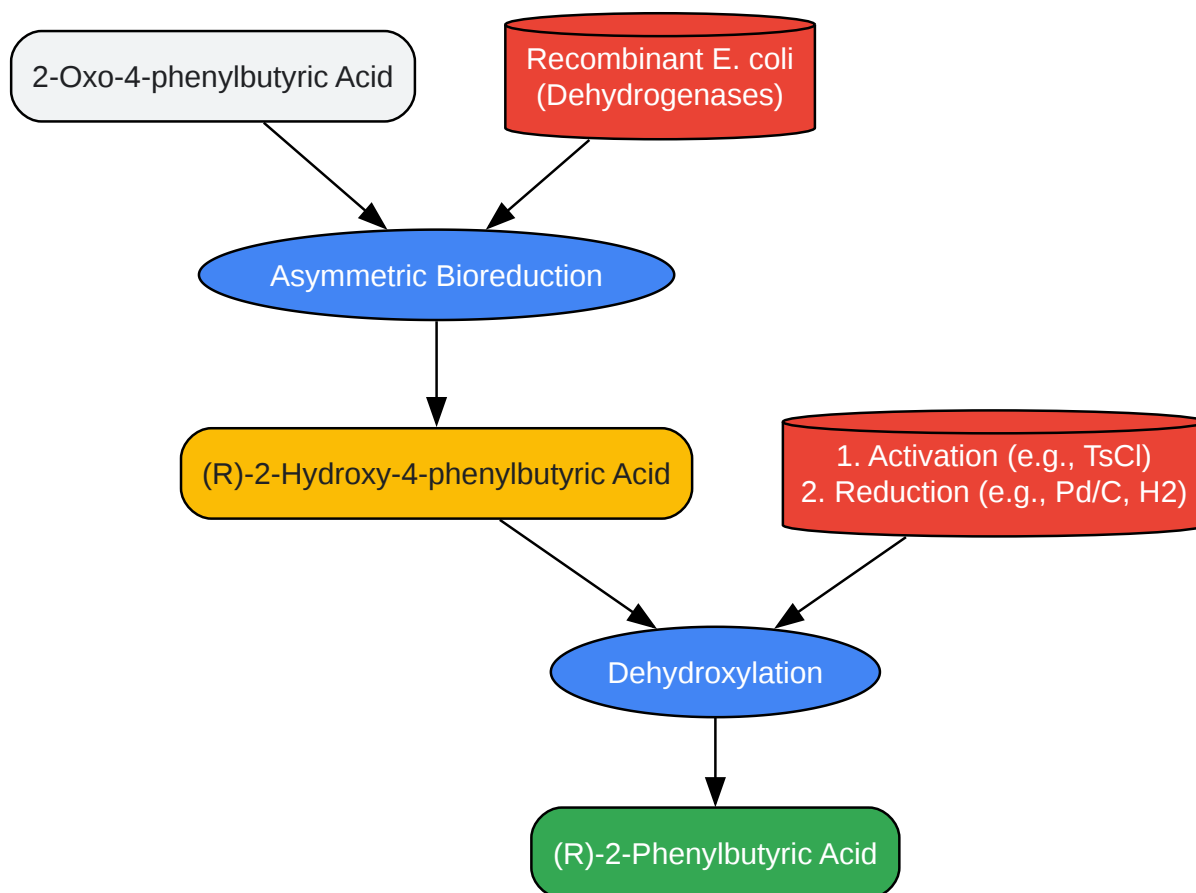 2-Oxo-4-phenylbutyric Acid
Recombinant E. coli
(Dehydrogenases)
Asymmetric Bioreduction
(R)-2-Hydroxy-4-phenylbutyric Acid
1. Activation (e.g., TsCl)
2. Reduction (e.g., Pd/C, H2)
Dehydroxylation
(R)-2-Phenylbutyric Acid